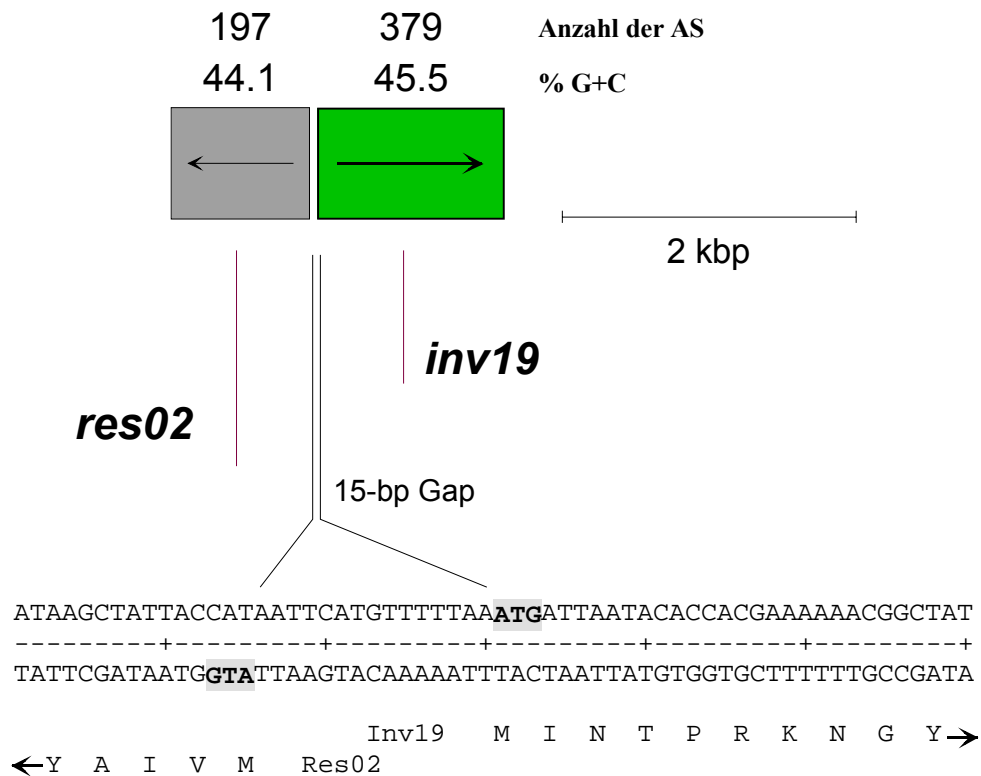 197 379 Anzahl der AS
44.1 45.5 % G+C
2 kbp
inv19
res02
15-bp Gap
ATAAGCTATTACCATAATTCATGTTTTTAAATGATTAATACACCACGAAAAAACGGCTAT
---------+---------+---------+---------+---------+---------+
TATTCGATAATGGTATTAAGTACAAAAATTTACTAATTATGTGGTGCTTTTTTGCCGATA
Inv19 M I N T P R K N G Y
Y A I V M Res02